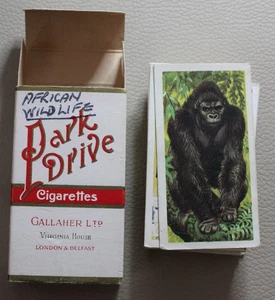 AFRICAN
WILDLIFE
Park
Drive
Cigarettes
GALLAHER LTD
VIRGINIA HOUSE
LONDON & BELFAST